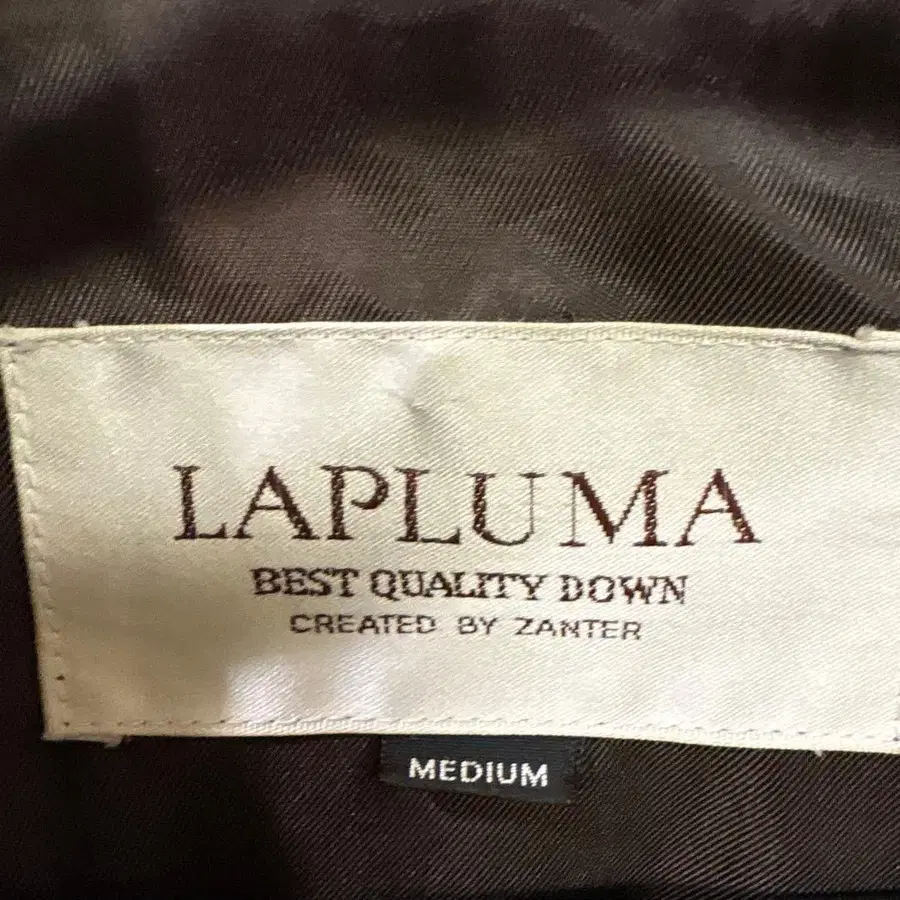 LAPLUMA
BEST QUALITY DOWN
CREATED BY ZANTER
MEDIUM